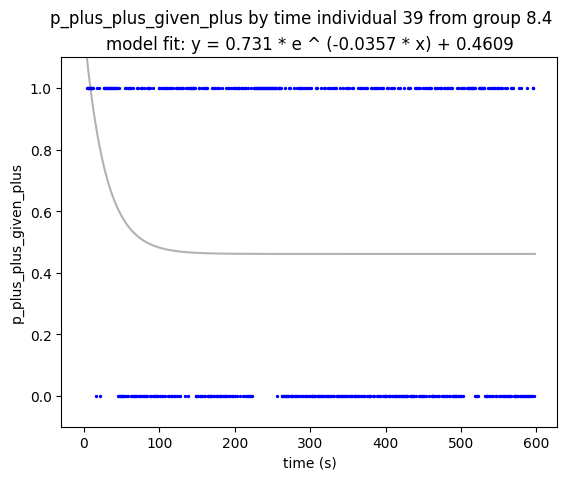 p_plus_plus_given_plus by time individual 39 from group 8.4
model fit: y = 0.731 * e ^ (-0.0357 * x) + 0.4609
p_plus_plus_given_plus
1.0
0.8
0.6
0.4
0.2
0.0
0 100 200 300 400 500 600
time (s)